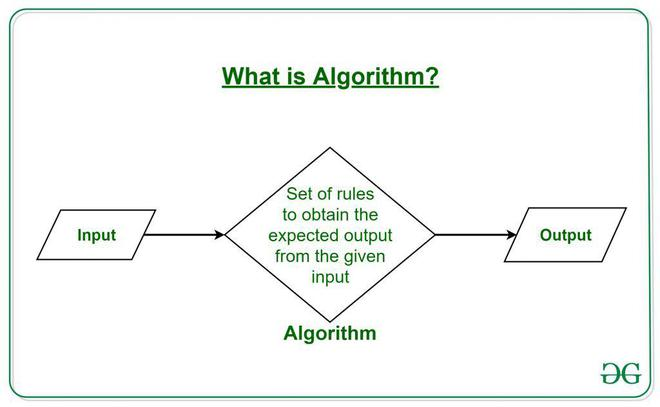 What is Algorithm?
Set of rules
to obtain the
expected output
from the given
input
Input
Output
Algorithm